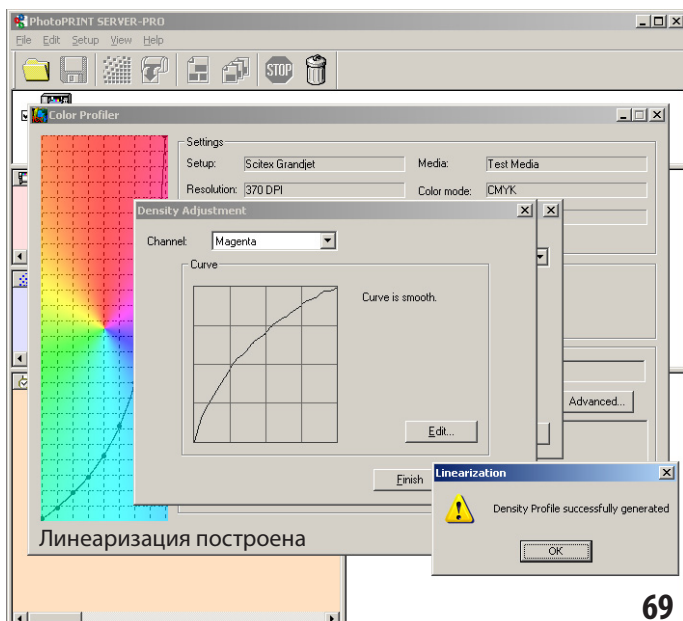 PhotoPRINT SERVER-PRO
File Edit Setup View Help
STOP
Color Profiler
Settings
Setup: Scitex Grandjet Media: Test Media
Resolution: 370 DPI Color mode: CMYK
Density Adjustment
Channel: Magenta
Curve
Curve is smooth.
Edit...
Advanced...
Finish
Linearization
Density Profile successfully generated
OK
Линеаризация построена
69